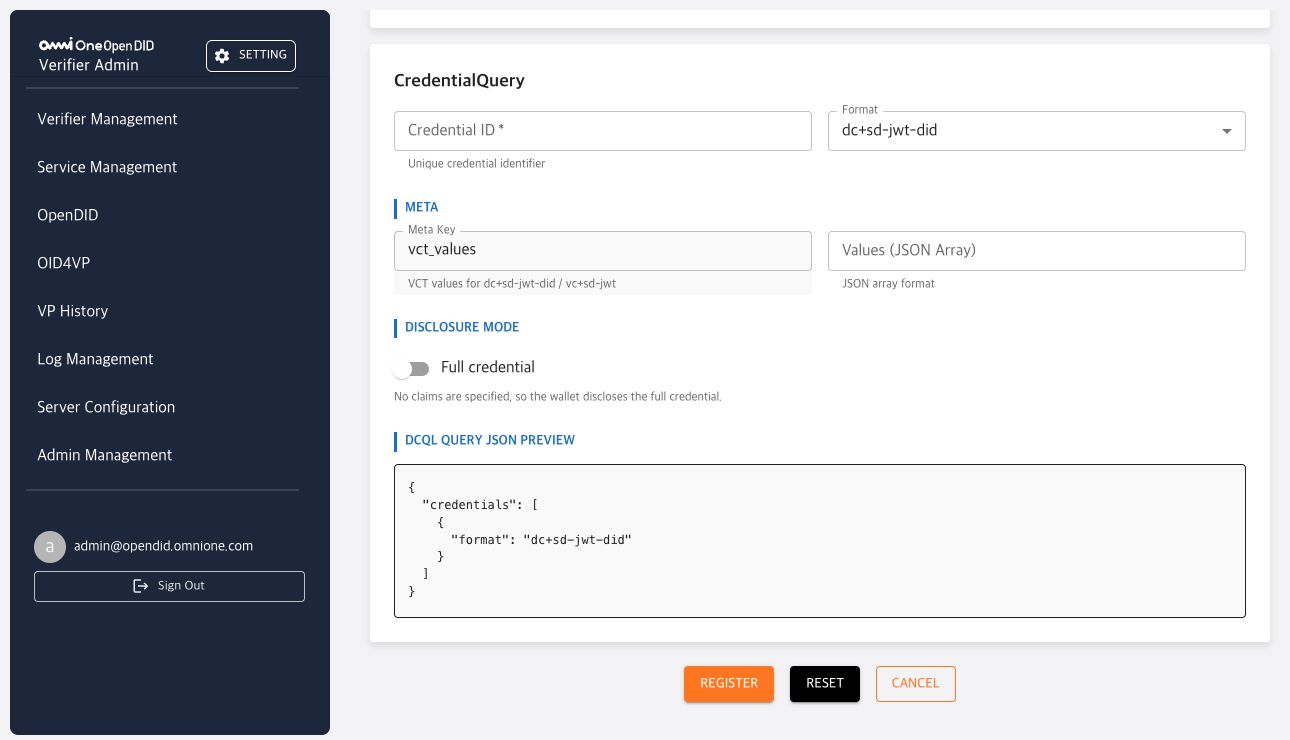 Omni One Open DID
Verifier Admin
SETTING
Verifier Management
Service Management
OpenDID
OID4VP
VP History
Log Management
Server Configuration
Admin Management
a
admin@opendid.omnione.com
Sign Out
CredentialQuery
Credential ID *
Unique credential identifier
Format
dc+sd-jwt-did
META
Meta Key
vct_values
VCT values for dc+sd-jwt-did / vc+sd-jwt
Values (JSON Array)
JSON array format
DISCLOSURE MODE
Full credential
No claims are specified, so the wallet discloses the full credential.
DCQL QUERY JSON PREVIEW
{
  "credentials": [
    {
      "format": "dc+sd-jwt-did"
    }
  ]
}
REGISTER
RESET
CANCEL